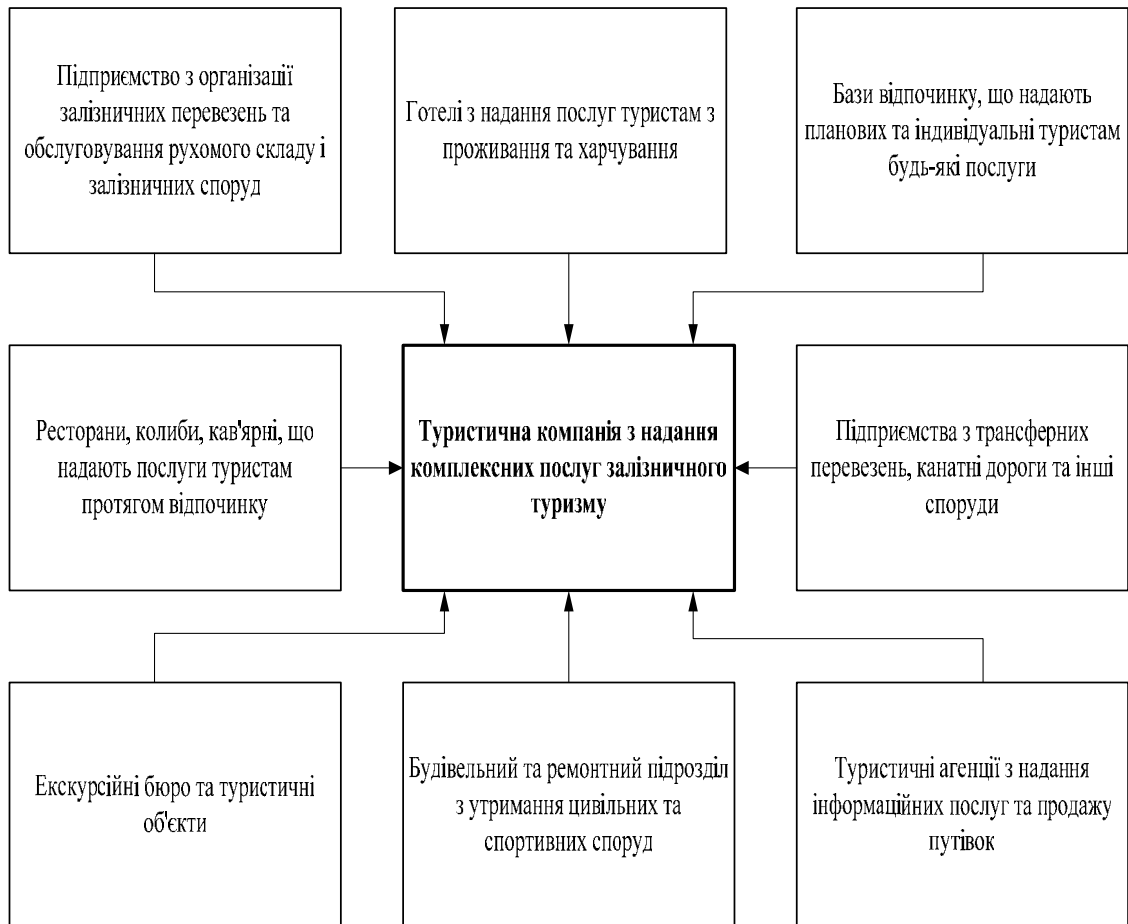 Підприємство з організації
залізничних перевезень та
обслуговування рухомого складу і
залізничних споруд
Готелі з надання послуг туристам з
проживання та харчування
Бази відпочинку, що надають
планових та індивідуальні туристам
будь-які послуги
Ресторани, колиби, кав'ярні, що
надають послуги туристам
протягом відпочинку
Туристична компанія з надання
комплексних послуг залізничного
туризму
Підприємства з трансферних
перевезень, канатні дороги та інші
споруди
Екскурсійні бюро та туристичні
об'єкти
Будівельний та ремонтний підрозділ
з утримання цивільних та
спортивних споруд
Туристичні агенції з надання
інформаційних послуг та продажу
путівок